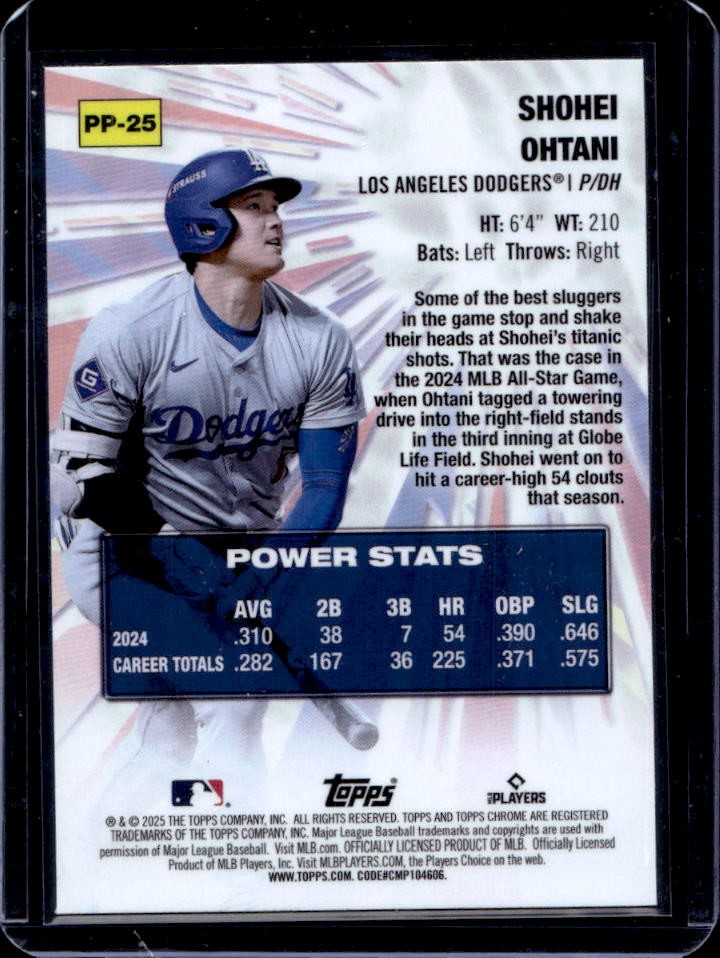 PP-25
SHOHEI
OHTANI
LOS ANGELES DODGERS® | P/DH
HT: 6'4" WT: 210
Bats: Left Throws: Right
STRAUSS
LA
G
Dodgers
Some of the best sluggers
in the game stop and shake
their heads at Shohei's titanic
shots. That was the case in
the 2024 MLB All-Star Game,
when Ohtani tagged a towering
drive into the right-field stands
in the third inning at Globe
Life Field. Shohei went on to
hit a career-high 54 clouts
that season.
POWER STATS
AVG 2B 3B HR OBP SLG
2024 .310 38 7 54 .390 .646
CAREER TOTALS .282 167 36 225 .371 .575
topps
PLAYERS
® & © 2025 THE TOPPS COMPANY, INC. ALL RIGHTS RESERVED. TOPPS AND TOPPS CHROME ARE REGISTERED
TRADEMARKS OF THE TOPPS COMPANY, INC. Major League Baseball trademarks and copyrights are used with
permission of Major League Baseball. Visit MLB.com. OFFICIALLY LICENSED PRODUCT OF MLB. Officially Licensed
Product of MLB Players, Inc. Visit MLBPLAYERS.COM, the Players Choice on the web.
WWW.TOPPS.COM. CODE#CMP104606.